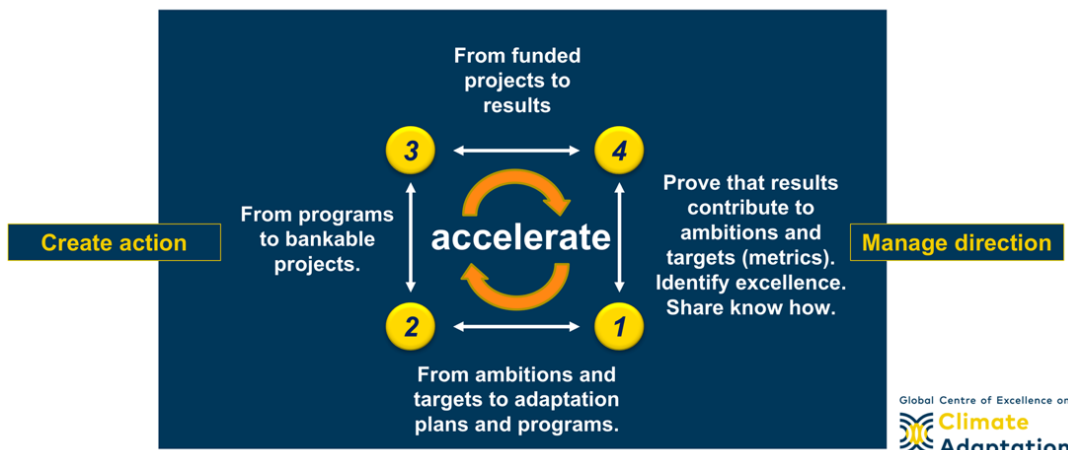 From funded
projects to
results
3
4
From programs
to bankable
projects.
accelerate
Prove that results
contribute to
ambitions and
targets (metrics).
Identify excellence.
Share know how.
Create action
Manage direction
2
1
From ambitions and
targets to adaptation
plans and programs.
Global Centre of Excellence on
Climate
Adaptation